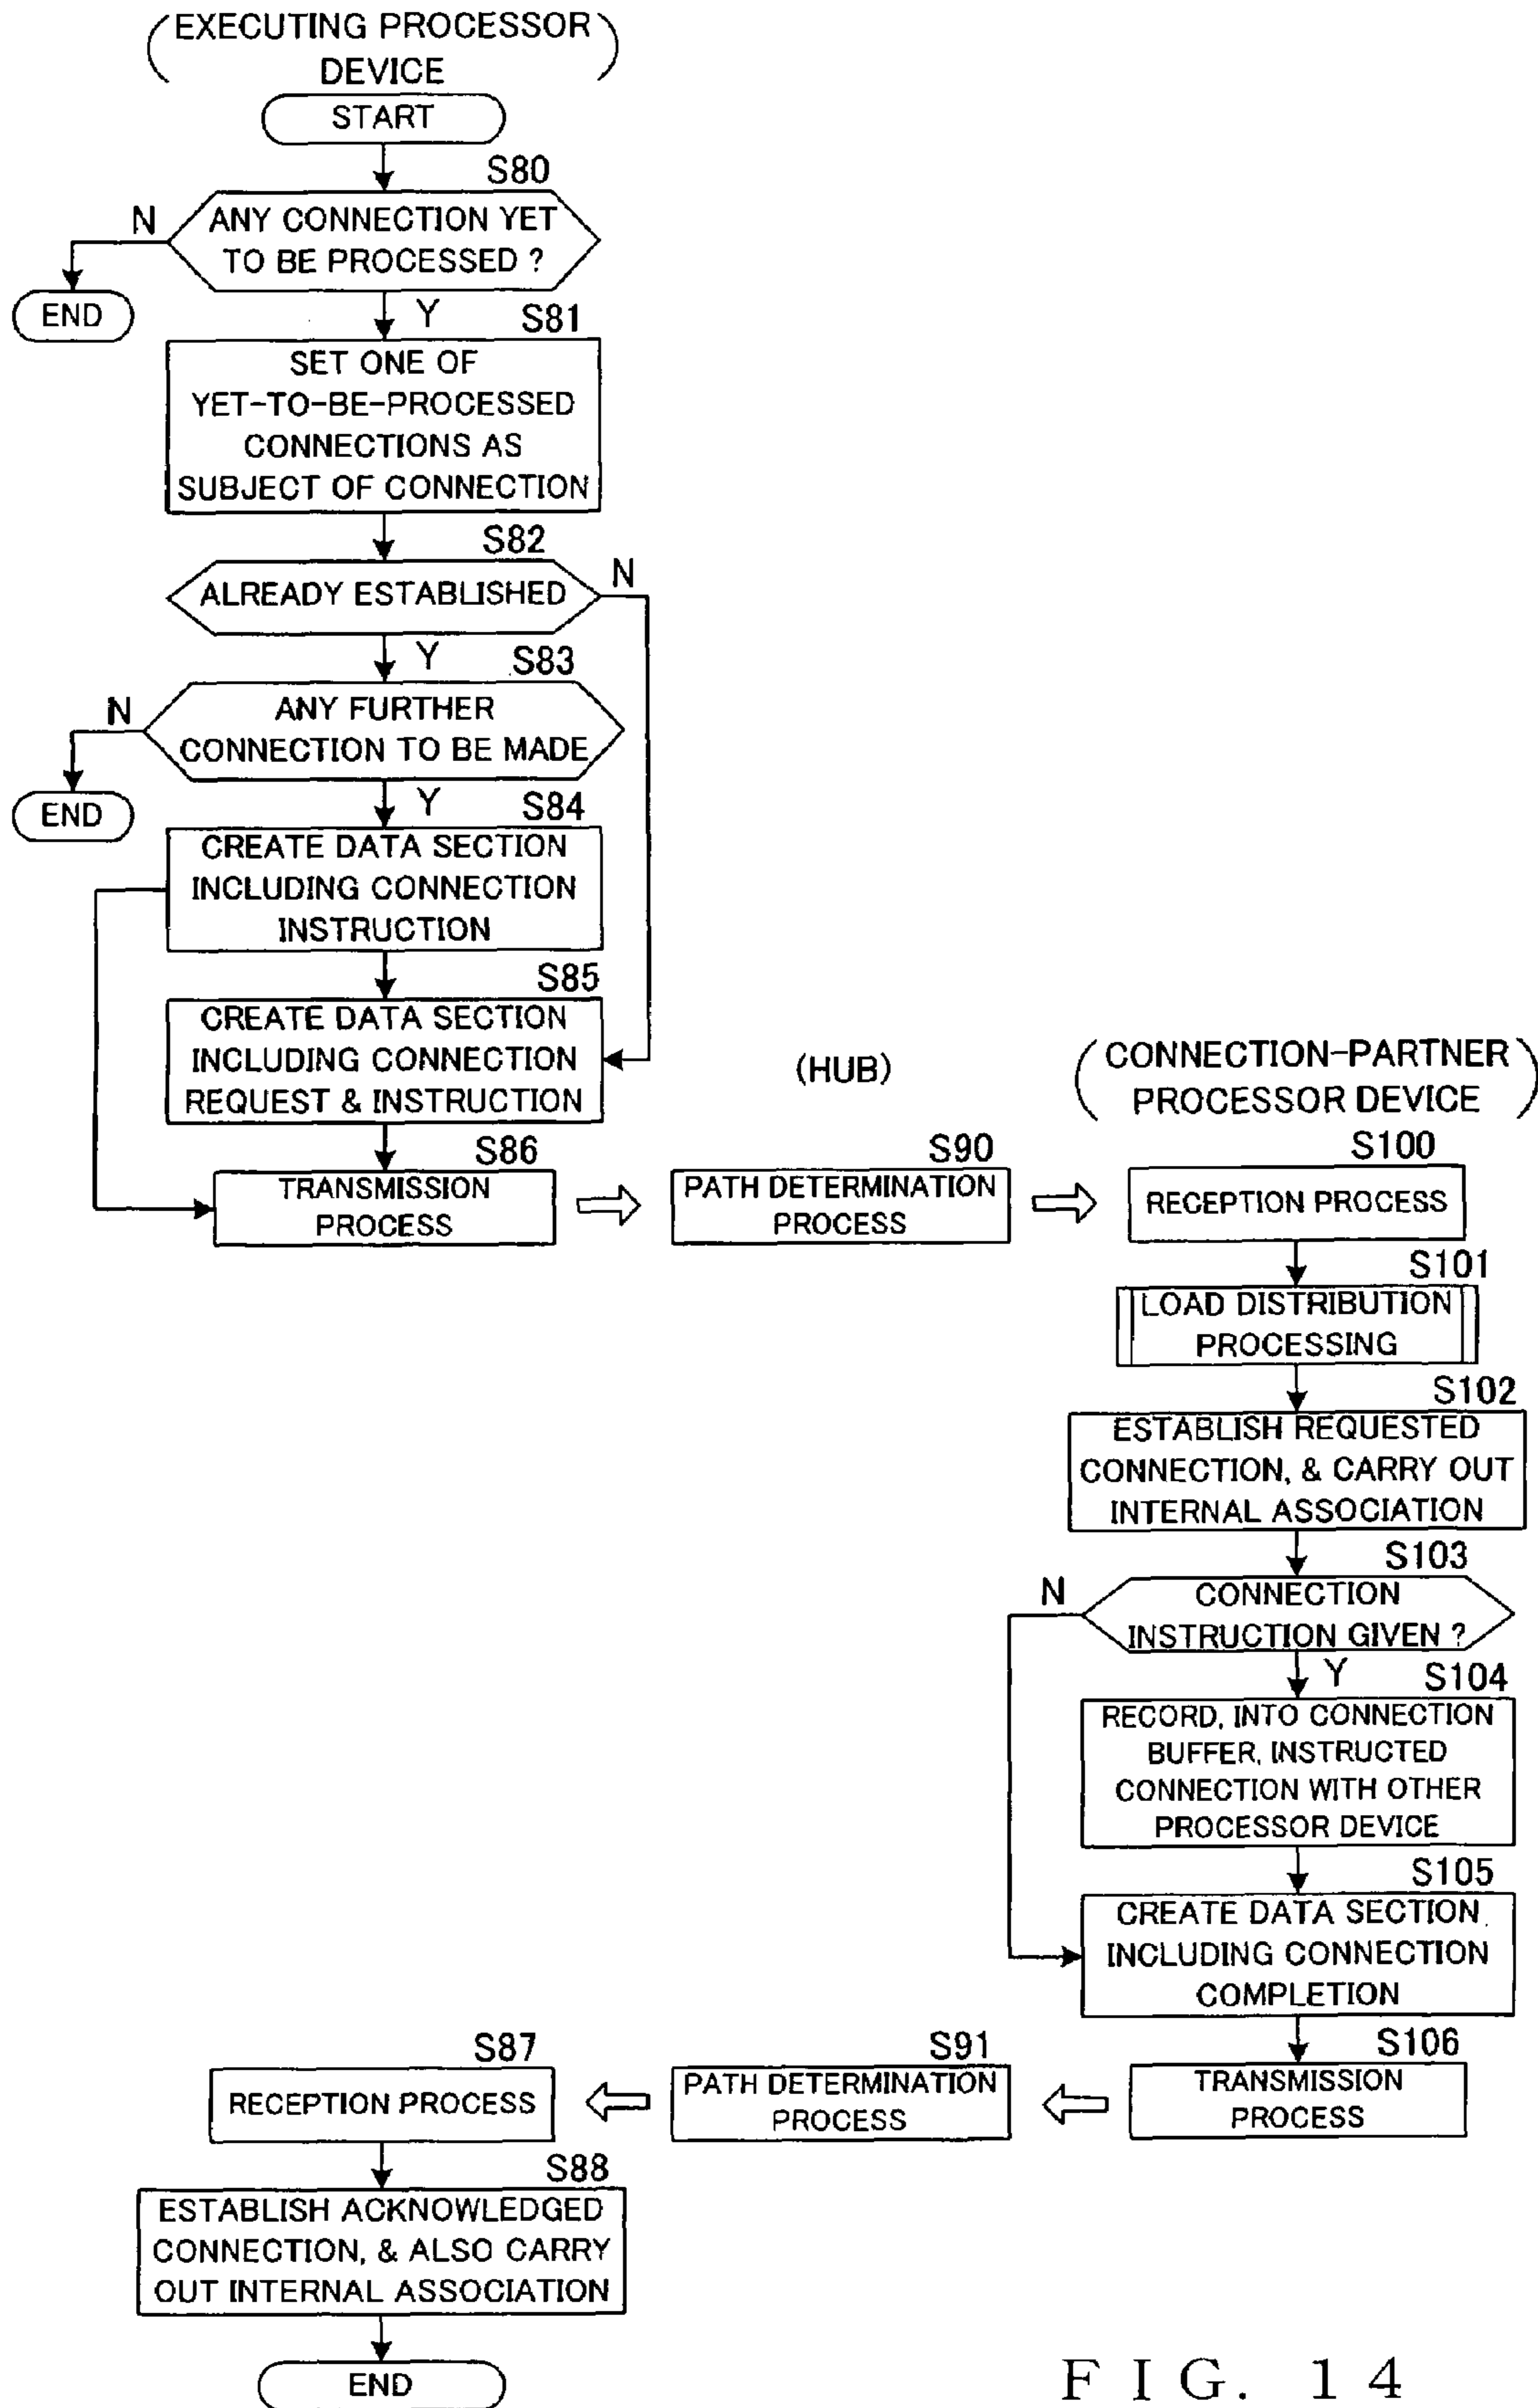 (EXECUTING PROCESSOR
DEVICE)
START
S80
N
ANY CONNECTION YET
TO BE PROCESSED ?
END
Y
S81
SET ONE OF
YET-TO-BE-PROCESSED
CONNECTIONS AS
SUBJECT OF CONNECTION
S82
ALREADY ESTABLISHED
N
Y
S83
N
ANY FURTHER
CONNECTION TO BE MADE
END
Y
S84
CREATE DATA SECTION
INCLUDING CONNECTION
INSTRUCTION
S85
CREATE DATA SECTION
INCLUDING CONNECTION
REQUEST & INSTRUCTION
S86
TRANSMISSION
PROCESS
(HUB)
S90
PATH DETERMINATION
PROCESS
(CONNECTION-PARTNER
PROCESSOR DEVICE)
S100
RECEPTION PROCESS
S101
LOAD DISTRIBUTION
PROCESSING
S102
ESTABLISH REQUESTED
CONNECTION, & CARRY OUT
INTERNAL ASSOCIATION
S103
N
CONNECTION
INSTRUCTION GIVEN ?
Y
S104
RECORD, INTO CONNECTION
BUFFER, INSTRUCTED
CONNECTION WITH OTHER
PROCESSOR DEVICE
S105
CREATE DATA SECTION
INCLUDING CONNECTION
COMPLETION
S106
TRANSMISSION
PROCESS
S91
PATH DETERMINATION
PROCESS
S87
RECEPTION PROCESS
S88
ESTABLISH ACKNOWLEDGED
CONNECTION, & ALSO CARRY
OUT INTERNAL ASSOCIATION
END
FIG. 14